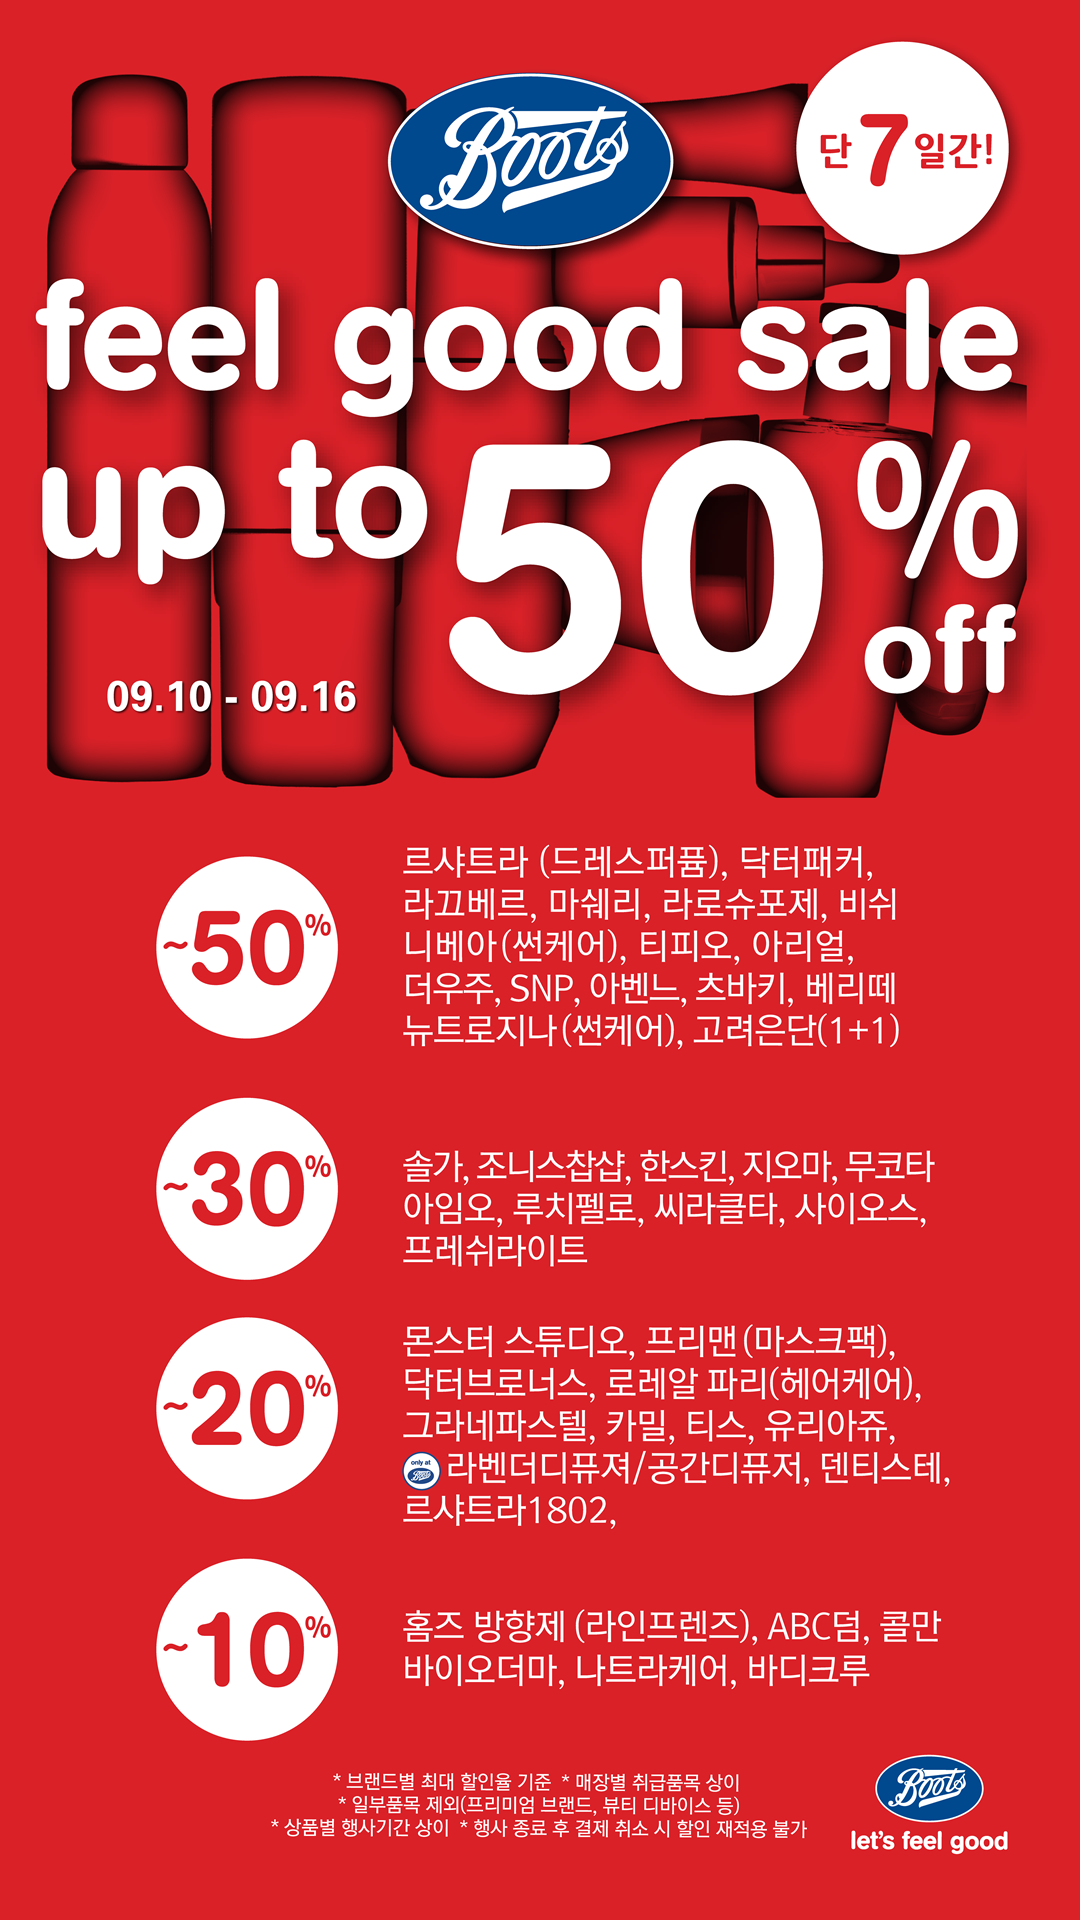 Boots
단 7 일간!
feel good sale
up to 50% off
09.10 - 09.16
~50%
르샤트라 (드레스퍼퓸), 닥터패커,
라끄베르, 마쉐리, 라로슈포제, 비쉬
니베아(썬케어), 티피오, 아리얼,
더우주, SNP, 아벤느, 츠바키, 베리떼
뉴트로지나(썬케어), 고려은단(1+1)
~30%
솔가, 조니스찹샵, 한스킨, 지오마, 무코타
아임오, 루치펠로, 씨라클타, 사이오스,
프레쉬라이트
~20%
몬스터 스튜디오, 프리맨(마스크팩),
닥터브로너스, 로레알 파리(헤어케어),
그라네파스텔, 카밀, 티스, 유리아쥬,
only at Boots 라벤더디퓨져/공간디퓨저, 덴티스테,
르샤트라1802,
~10%
홈즈 방향제 (라인프렌즈), ABC덤, 콜만
바이오더마, 나트라케어, 바디크루
* 브랜드별 최대 할인율 기준 * 매장별 취급품목 상이
* 일부품목 제외(프리미엄 브랜드, 뷰티 디바이스 등)
* 상품별 행사기간 상이 * 행사 종료 후 결제 취소 시 할인 재적용 불가
Boots
let's feel good